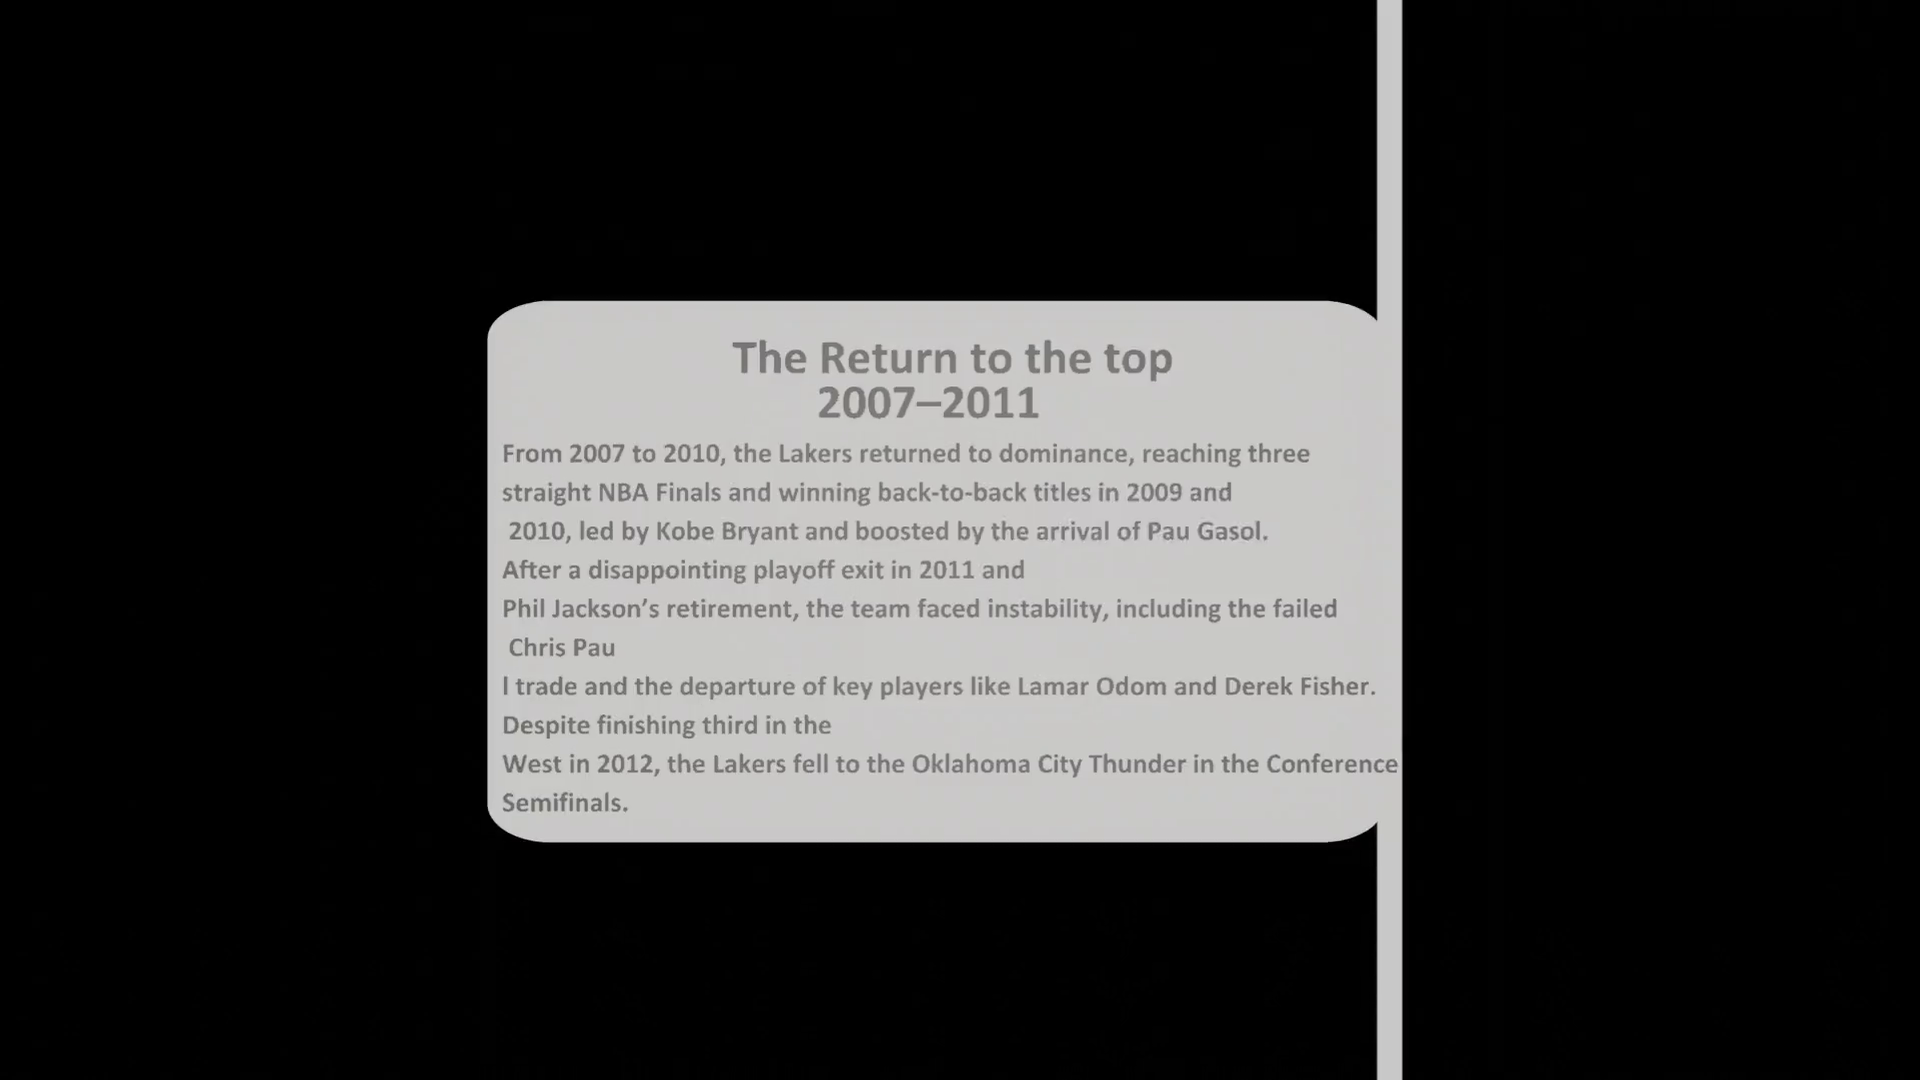 The Return to the top
2007–2011
From 2007 to 2010, the Lakers returned to dominance, reaching three
straight NBA Finals and winning back-to-back titles in 2009 and
2010, led by Kobe Bryant and boosted by the arrival of Pau Gasol.
After a disappointing playoff exit in 2011 and
Phil Jackson’s retirement, the team faced instability, including the failed
Chris Pau
l trade and the departure of key players like Lamar Odom and Derek Fisher.
Despite finishing third in the
West in 2012, the Lakers fell to the Oklahoma City Thunder in the Conference
Semifinals.